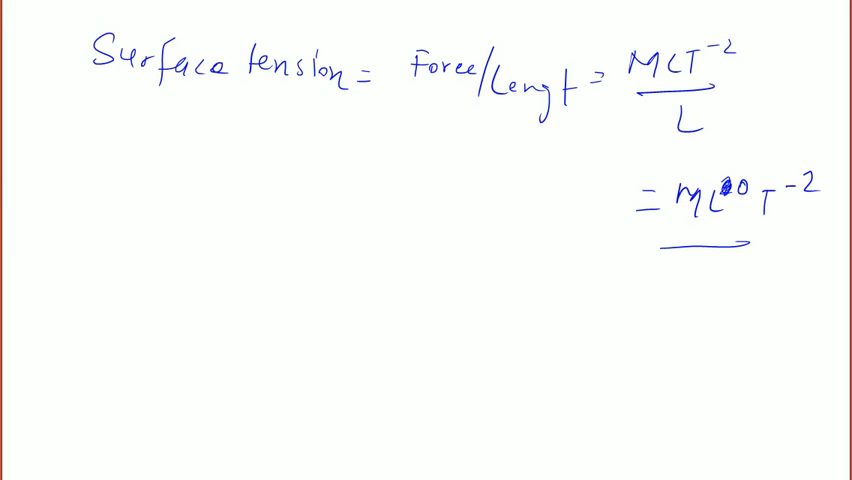 Surface tension = Force/Lengt = MLT⁻²
L
= ML⁰T⁻²